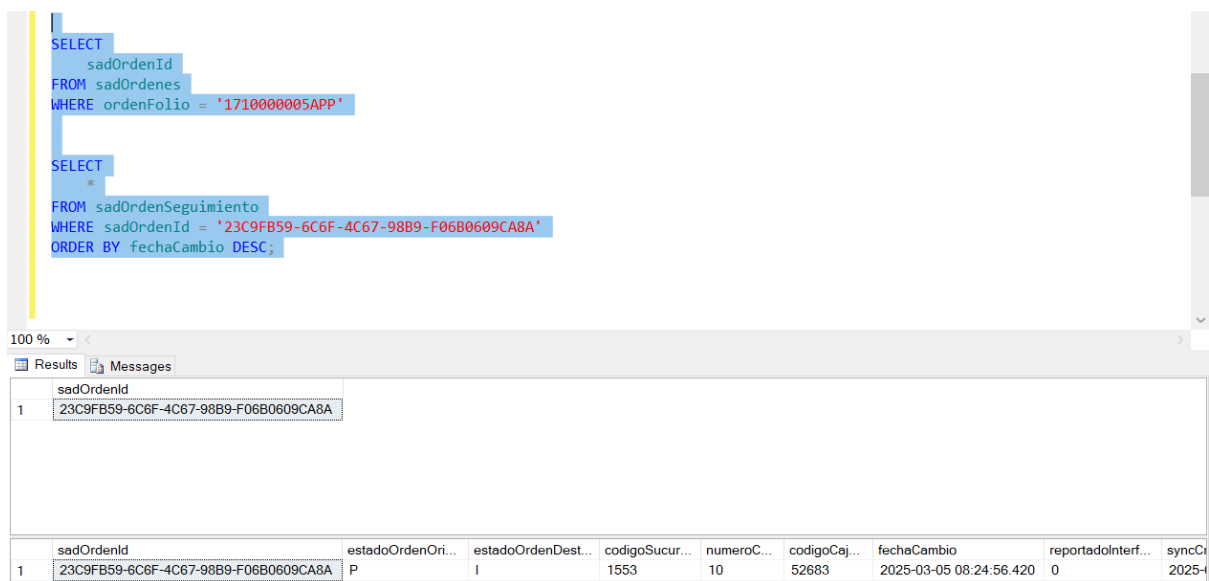 SELECT
sadOrdenId
FROM sadOrdenes
WHERE ordenFolio = '1710000005APP'
SELECT
*
FROM sadOrdenSeguimiento
WHERE sadOrdenId = '23C9FB59-6C6F-4C67-98B9-F06B0609CA8A'
ORDER BY fechaCambio DESC;
100 %
Results Messages
sadOrdenId
1 23C9FB59-6C6F-4C67-98B9-F06B0609CA8A
sadOrdenId estadoOrdenOri... estadoOrdenDest... codigoSucur... numeroC... codigoCaj... fechaCambio reportadoInterf... syncCr
1 23C9FB59-6C6F-4C67-98B9-F06B0609CA8A P I 1553 10 52683 2025-03-05 08:24:56.420 0 2025-